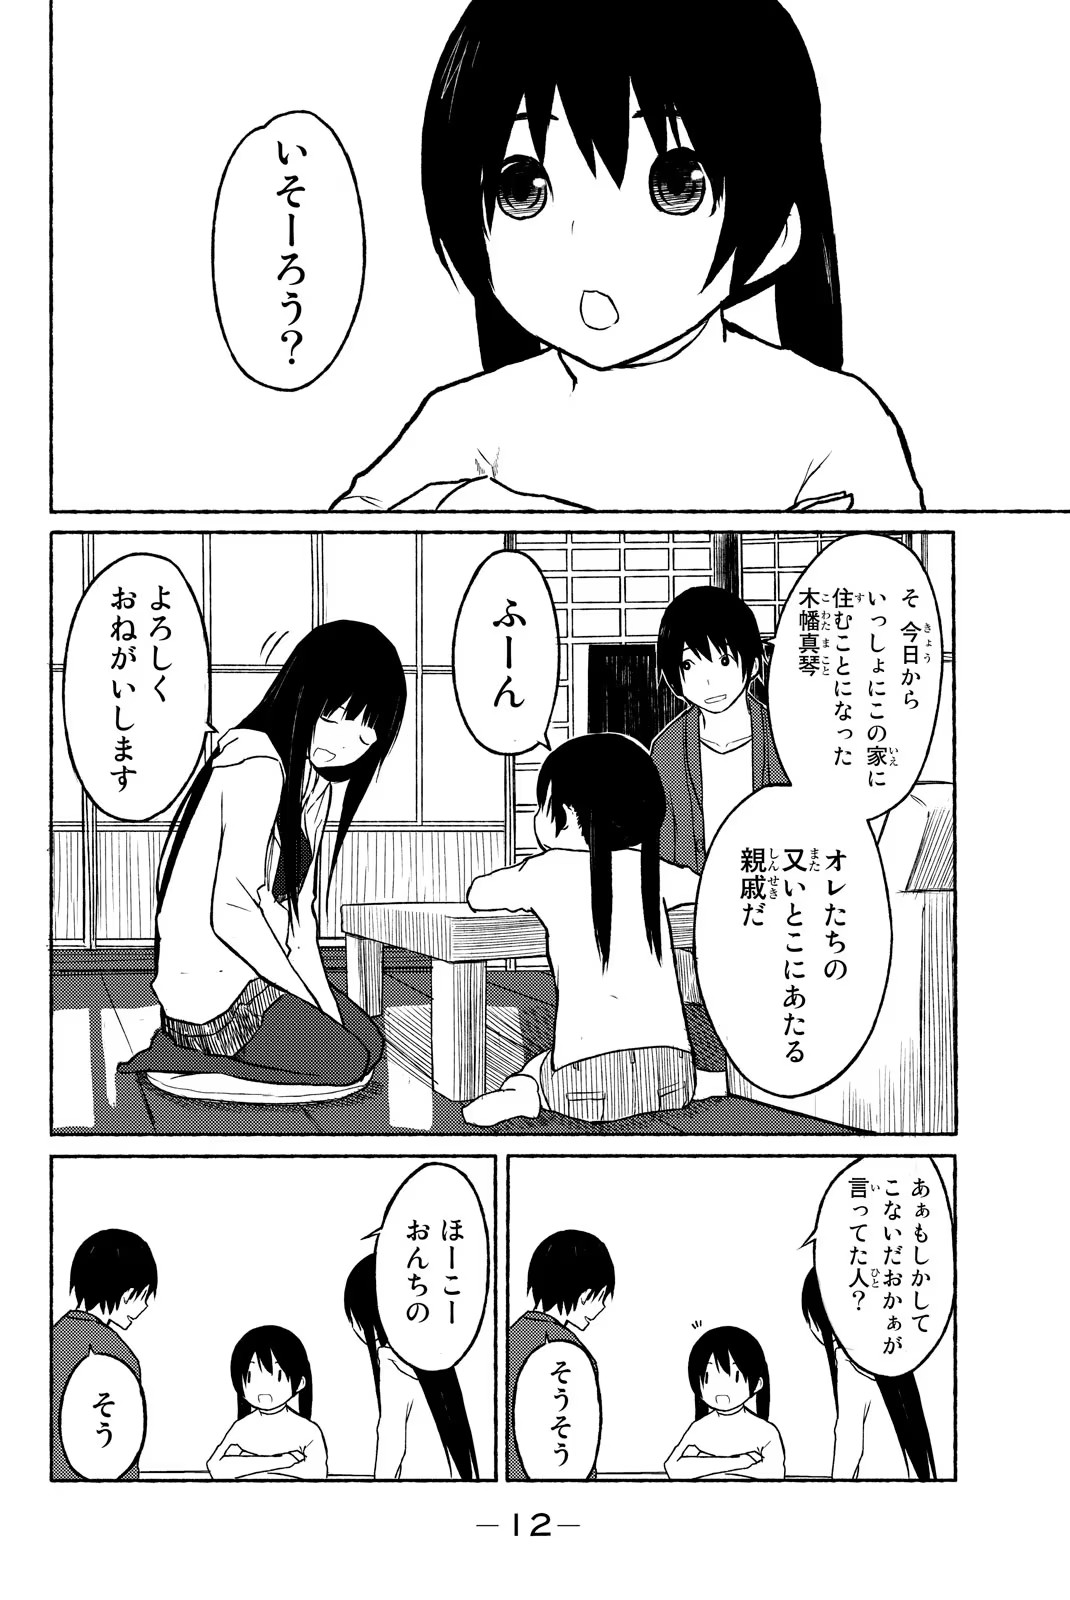 いそーろう？
そ 今日から
いっしょにこの家に
住むことになった
木幡真琴
オレたちの
又いとこにあたる
親戚だ
ふーん
よろしく
おねがいします
あぁもしかして
こないだおかぁが
言ってた人？
そうそう
ほーこー
おんちの
そう
—12—